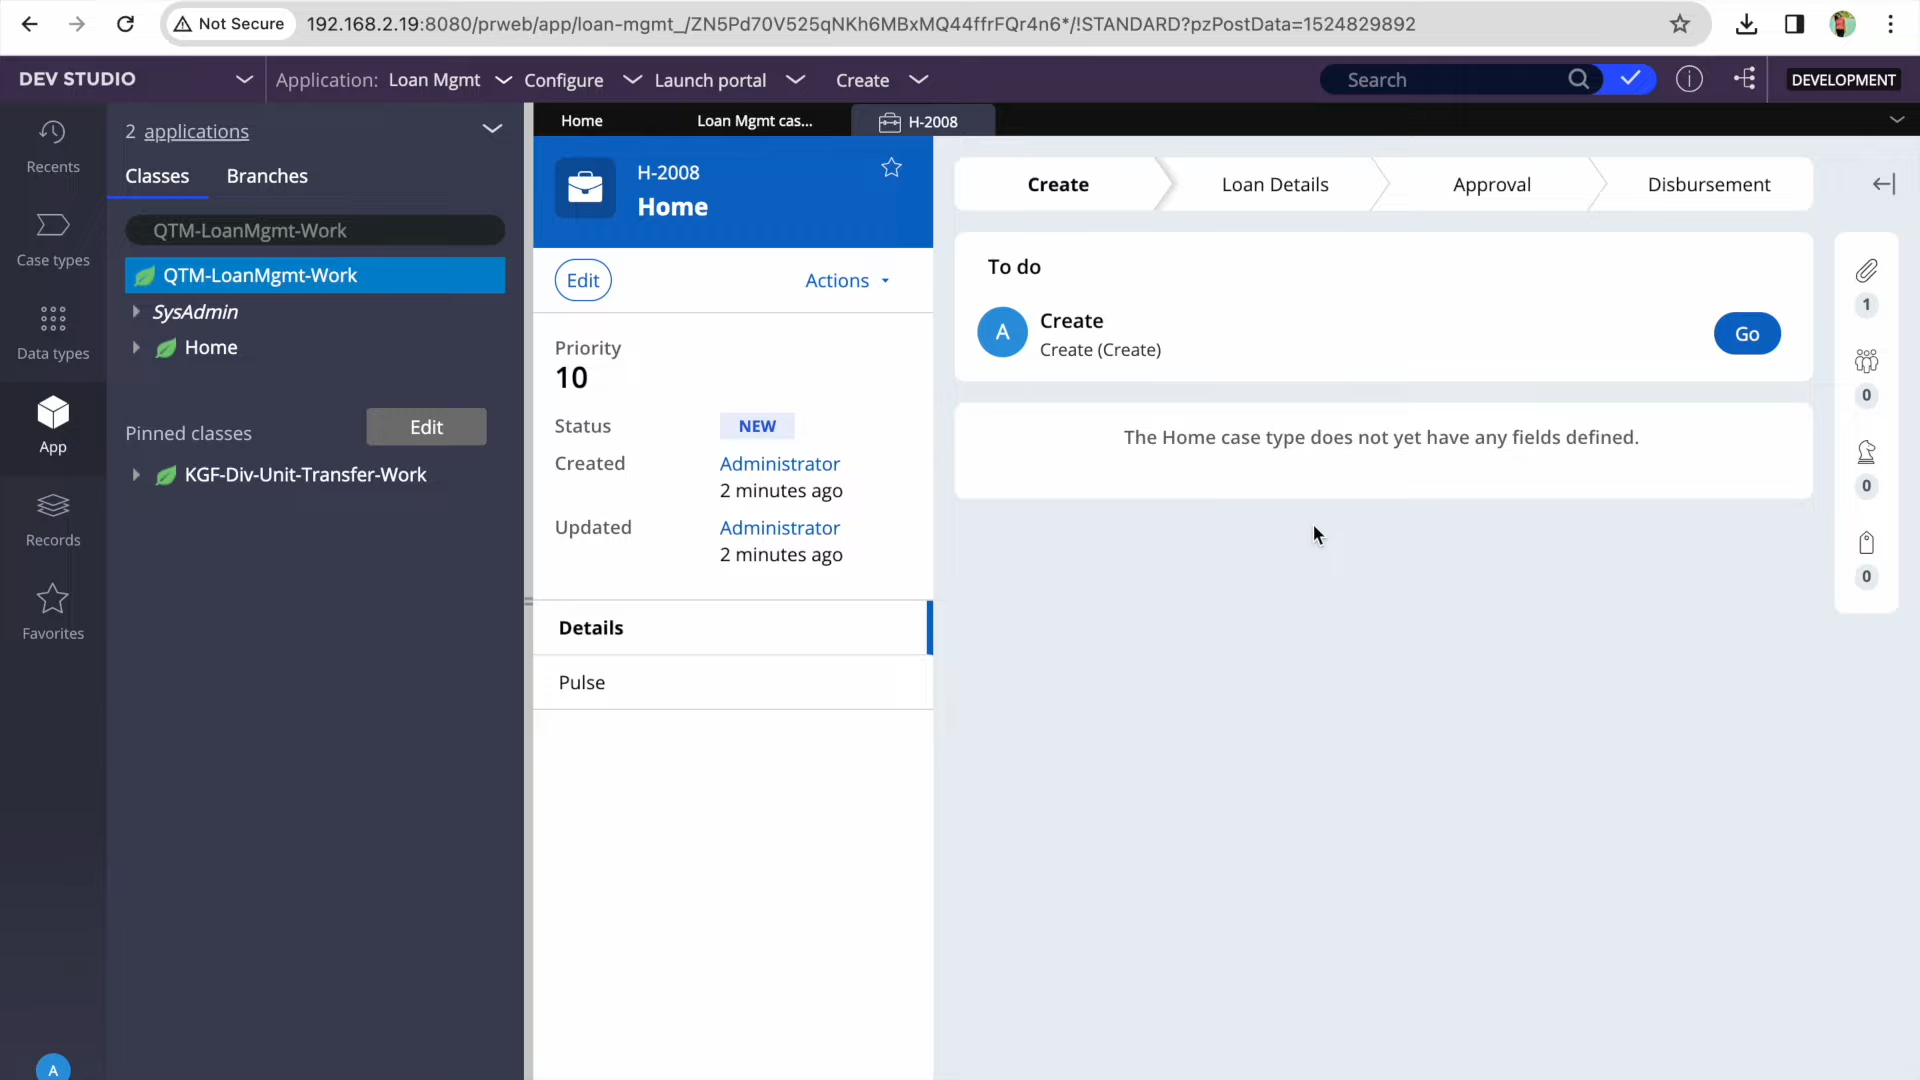 Not Secure 192.168.2.19:8080/prweb/app/loan-mgmt_/ZN5Pd70V525qNKh6MBxMQ44ffrFQr4n6*/!STANDARD?pzPostData=1524829892
DEV STUDIO Application: Loan Mgmt Configure Launch portal Create Search DEVELOPMENT
Recents
Case types
Data types
App
Records
Favorites
A
2 applications
Classes Branches
QTM-LoanMgmt-Work
QTM-LoanMgmt-Work
SysAdmin
Home
Pinned classes Edit
KGF-Div-Unit-Transfer-Work
Home Loan Mgmt cas... H-2008
H-2008
Home
Edit Actions
Priority
10
Status NEW
Created Administrator
2 minutes ago
Updated Administrator
2 minutes ago
Details
Pulse
Create Loan Details Approval Disbursement
To do
A Create
Create (Create)
Go
The Home case type does not yet have any fields defined.
1
0
0
0